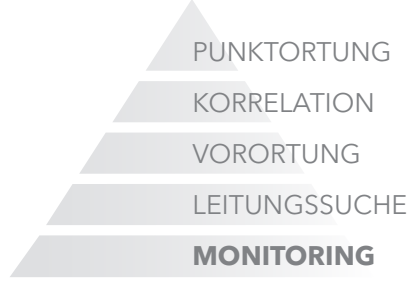 PUNKTORTUNG
KORRELATION
VORORTUNG
LEITUNGSSUCHE
MONITORING